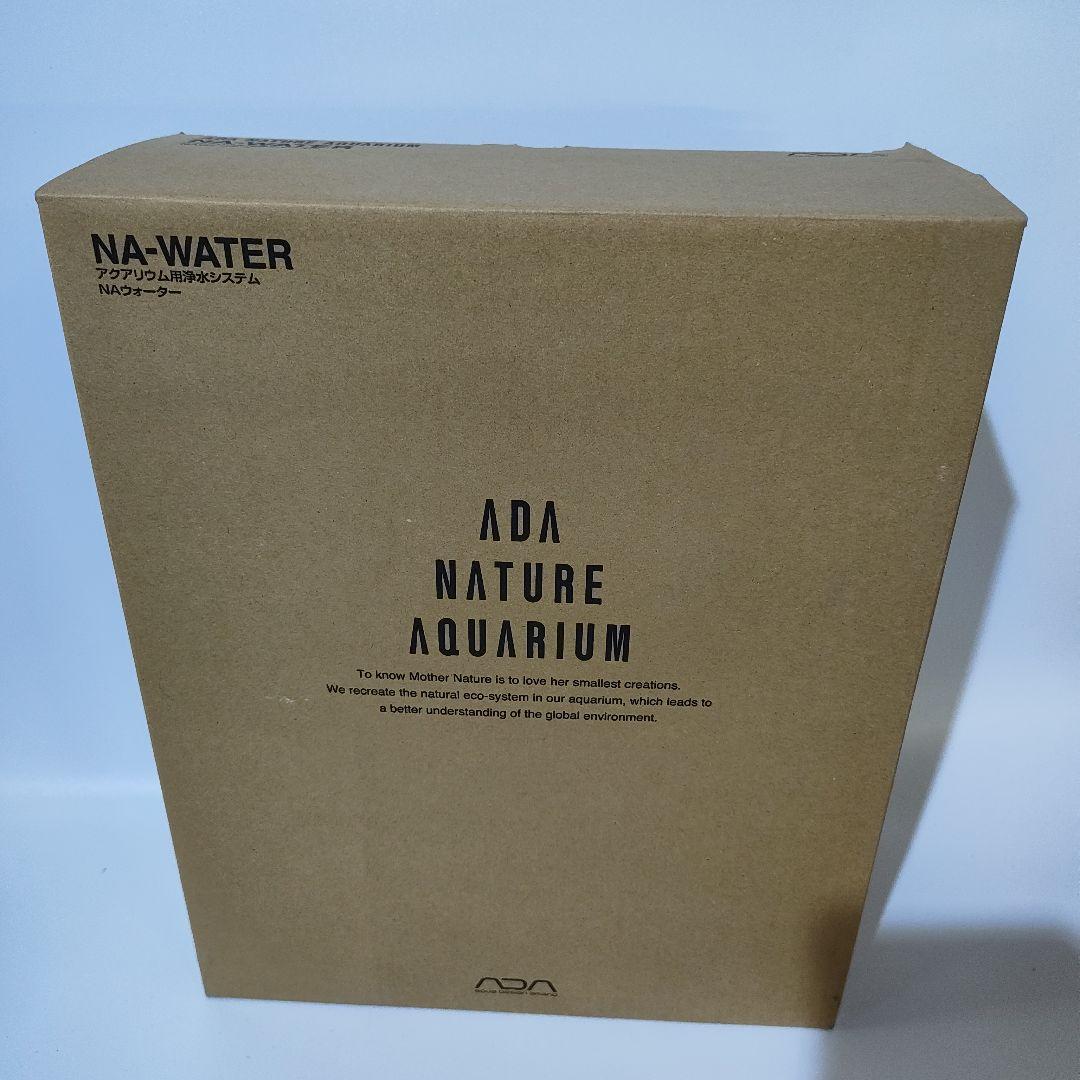 NA-WATER
NA-WATER
アクアリウム用浄水システム
NAウォーター
ADA
NATURE
AQUARIUM
To know Mother Nature is to love her smallest creations.
We recreate the natural eco-system in our aquarium, which leads to
a better understanding of the global environment.
ADA